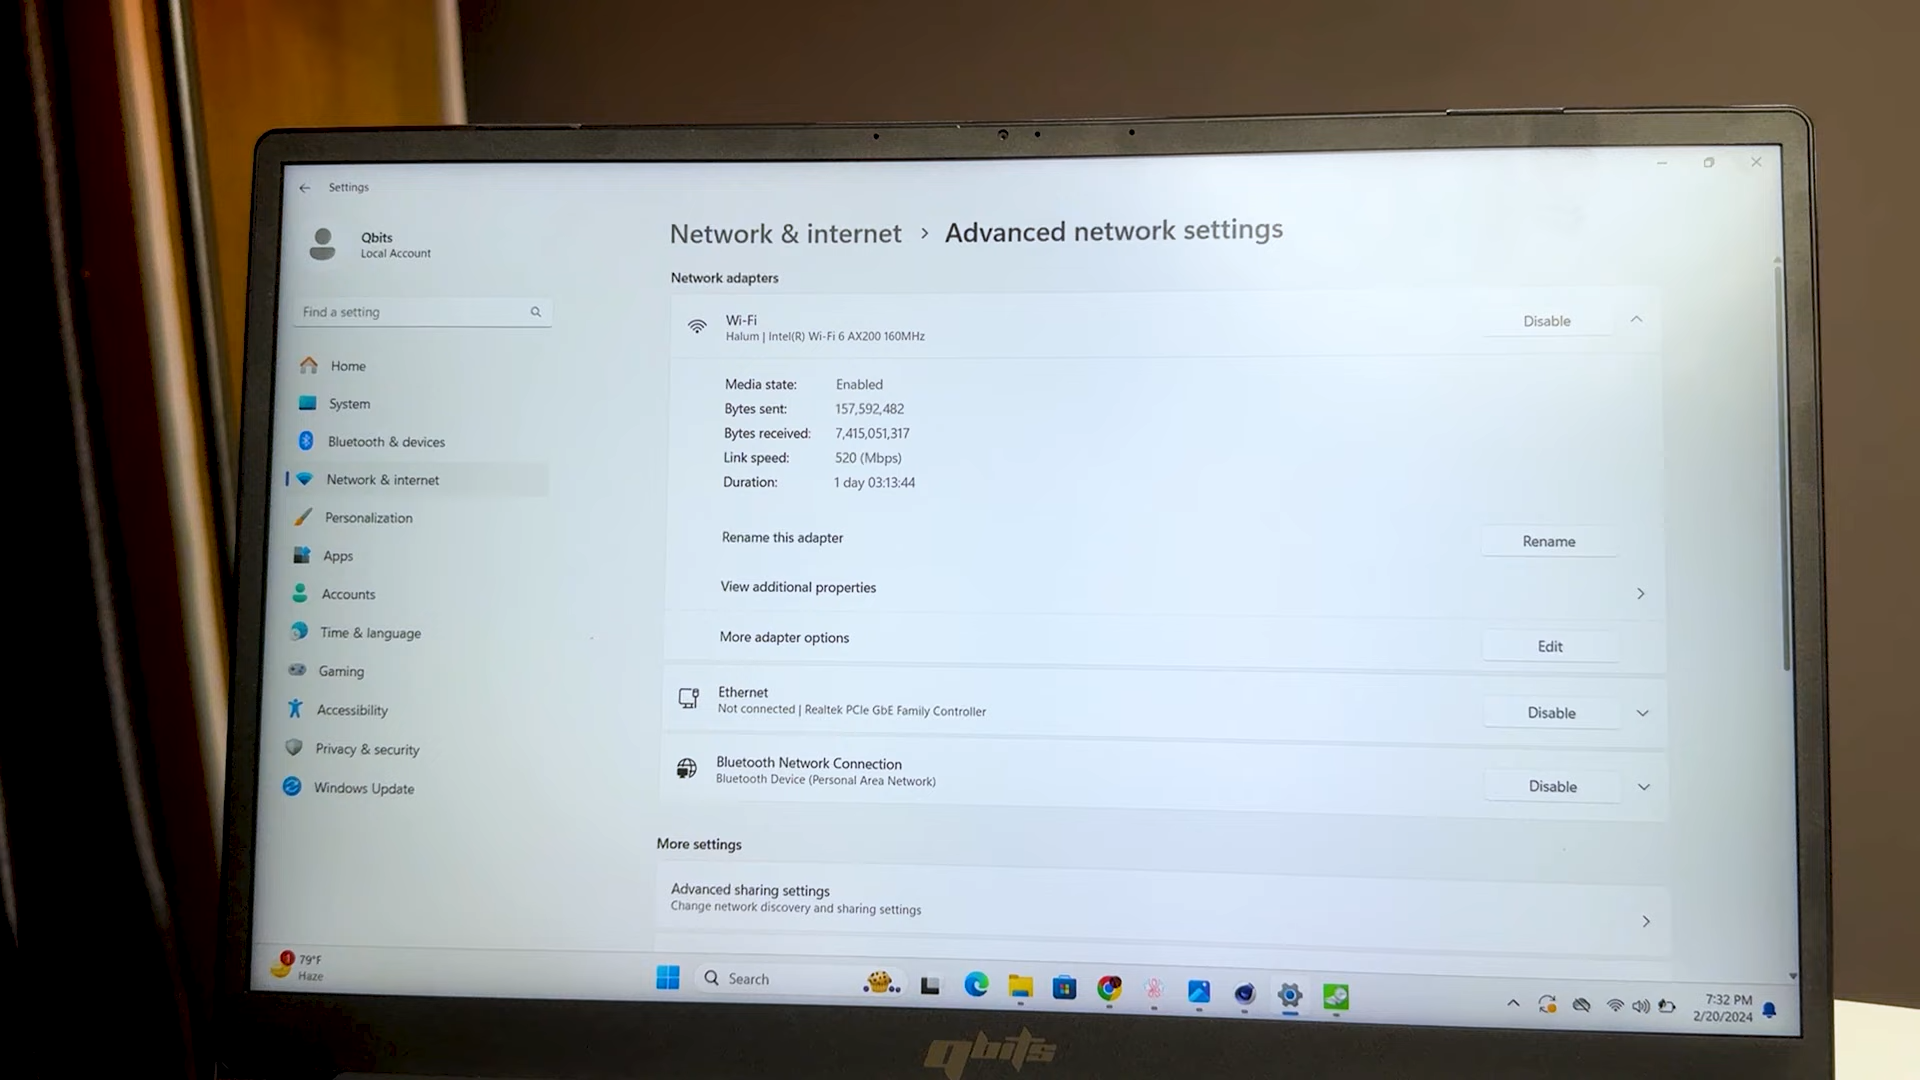 Settings
Qbits
Local Account
Find a setting
Home
System
Bluetooth & devices
Network & internet
Personalization
Apps
Accounts
Time & language
Gaming
Accessibility
Privacy & security
Windows Update
Network & internet > Advanced network settings
Network adapters
Wi-Fi
Halum | Intel(R) Wi-Fi 6 AX200 160MHz
Disable
Media state: Enabled
Bytes sent: 157,592,482
Bytes received: 7,415,051,317
Link speed: 520 (Mbps)
Duration: 1 day 03:13:44
Rename this adapter
Rename
View additional properties
More adapter options
Edit
Ethernet
Not connected | Realtek PCIe GbE Family Controller
Disable
Bluetooth Network Connection
Bluetooth Device (Personal Area Network)
Disable
More settings
Advanced sharing settings
Change network discovery and sharing settings
1
79°F
Haze
Search
7:32 PM
2/20/2024
qbits